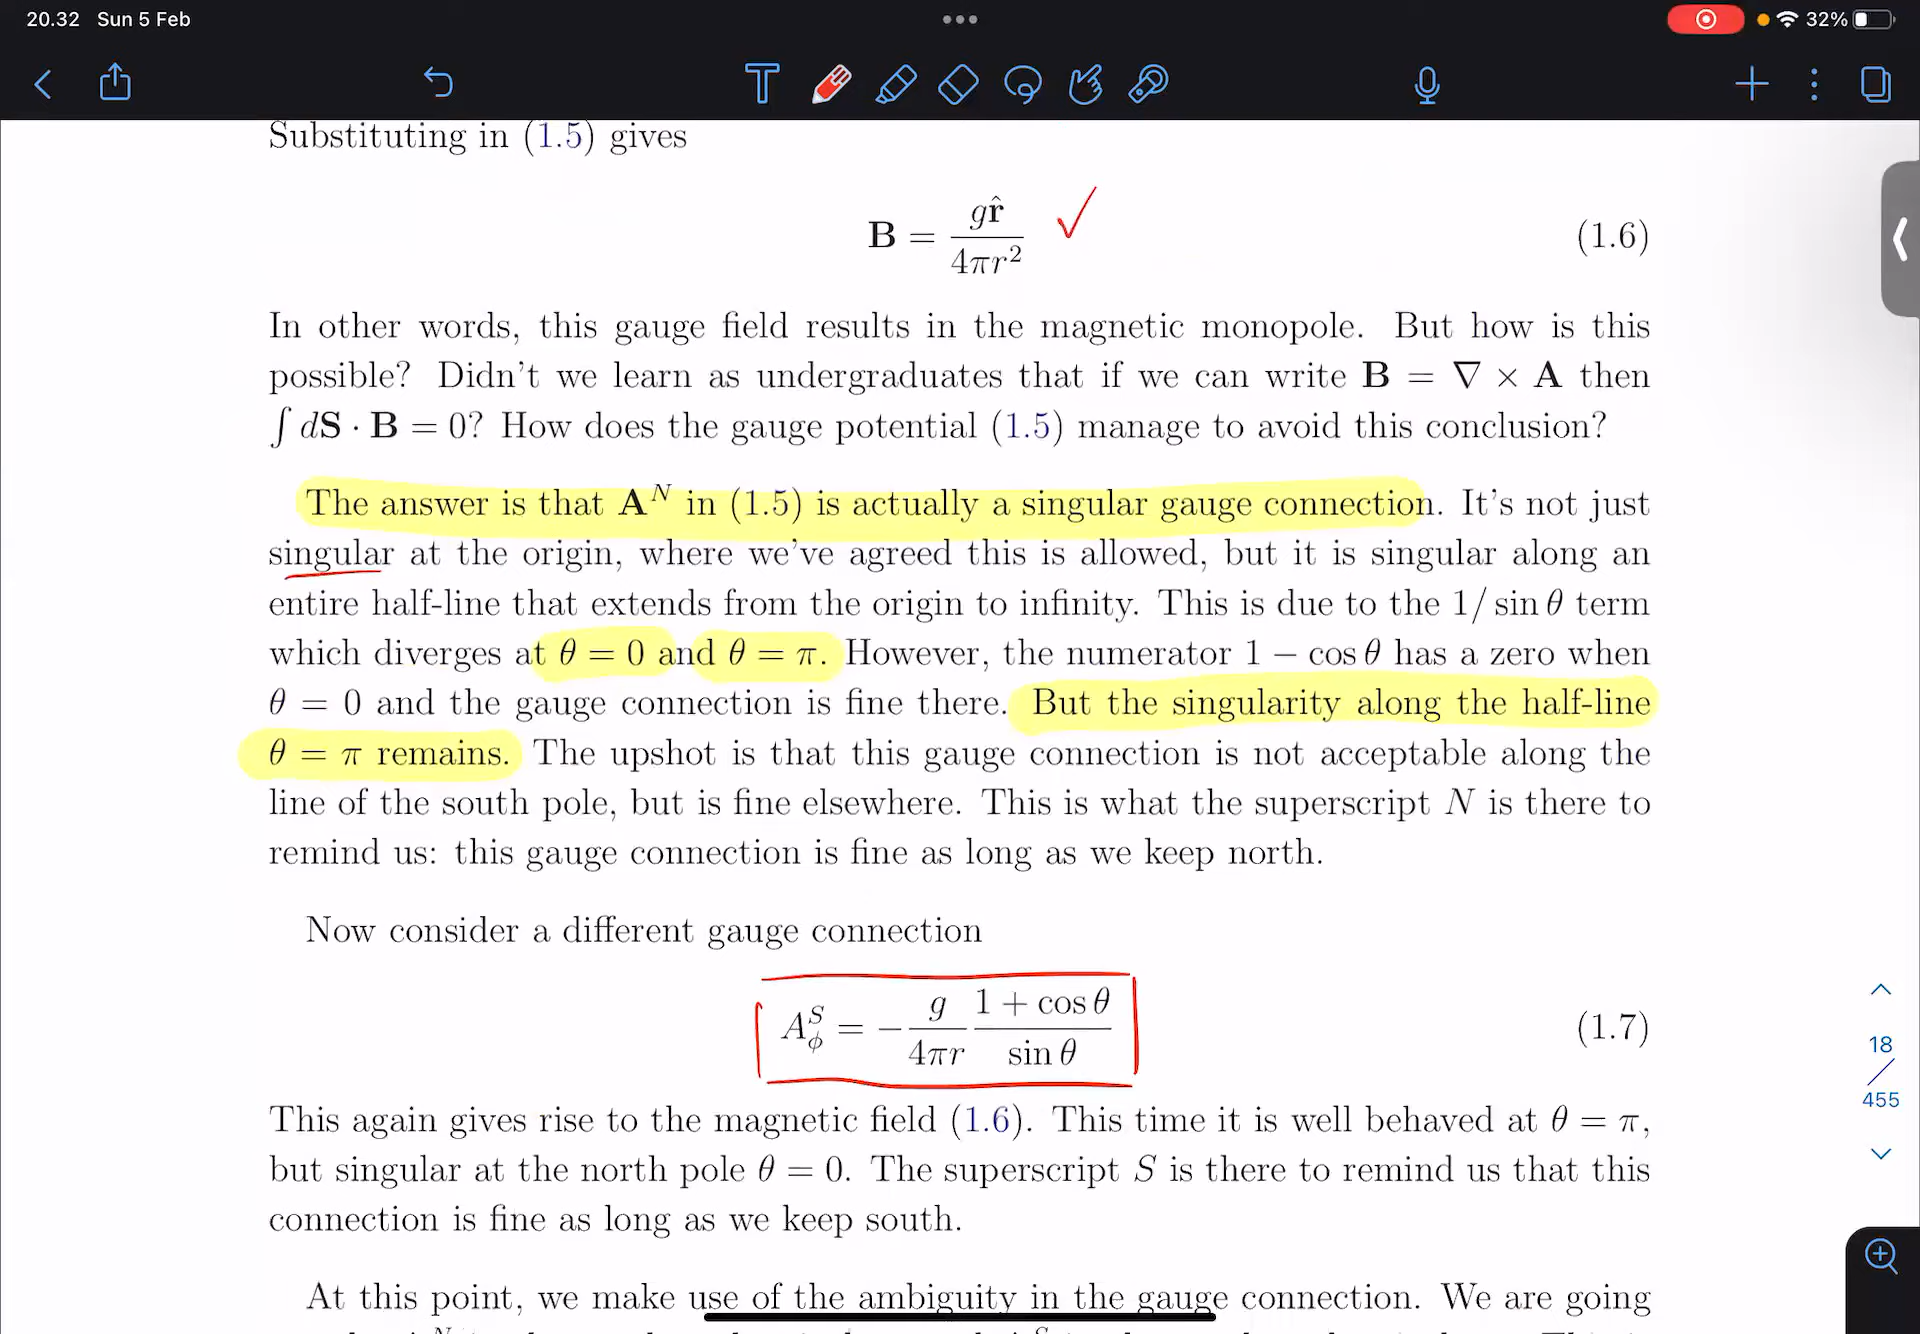 20.32 Sun 5 Feb
32%
Substituting in (1.5) gives
B = gr̂ / 4πr² ✓ (1.6)
In other words, this gauge field results in the magnetic monopole. But how is this
possible? Didn't we learn as undergraduates that if we can write B = ∇ × A then
∫ dS · B = 0? How does the gauge potential (1.5) manage to avoid this conclusion?
The answer is that A^N in (1.5) is actually a singular gauge connection. It's not just
singular at the origin, where we've agreed this is allowed, but it is singular along an
entire half-line that extends from the origin to infinity. This is due to the 1/ sin θ term
which diverges at θ = 0 and θ = π. However, the numerator 1 − cos θ has a zero when
θ = 0 and the gauge connection is fine there. But the singularity along the half-line
θ = π remains. The upshot is that this gauge connection is not acceptable along the
line of the south pole, but is fine elsewhere. This is what the superscript N is there to
remind us: this gauge connection is fine as long as we keep north.
Now consider a different gauge connection
A_ϕ^S = − g / 4πr 1 + cos θ / sin θ (1.7)
This again gives rise to the magnetic field (1.6). This time it is well behaved at θ = π,
but singular at the north pole θ = 0. The superscript S is there to remind us that this
connection is fine as long as we keep south.
At this point, we make use of the ambiguity in the gauge connection. We are going
18
/
455